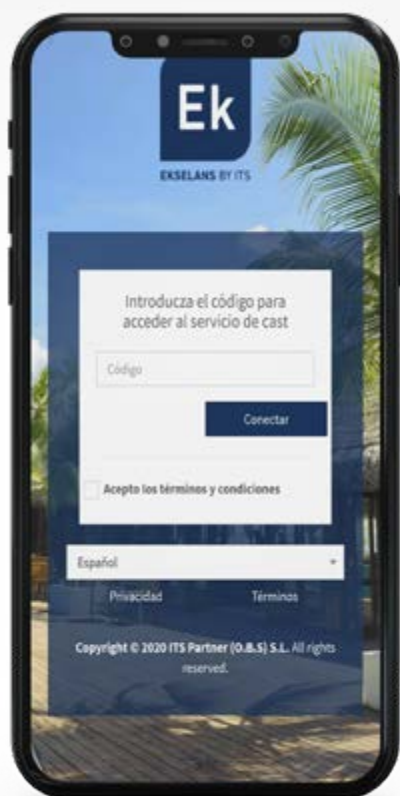 Ek
EKSELANS BY ITS
Introduzca el código para
acceder al servicio de cast
Código
Conectar
Acepto los términos y condiciones
Español
Privacidad
Términos
Copyright © 2020 ITS Partner (O.B.S) S.L. All rights
reserved.